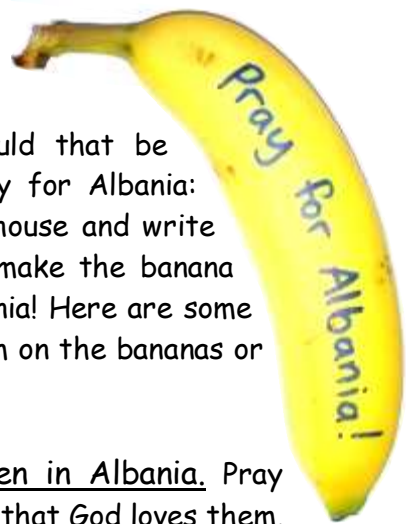 Pray for Albania!
uld that be
y for Albania:
house and write
make the banana
nia! Here are some
n on the bananas or
en in Albania. Pray
that God loves them.